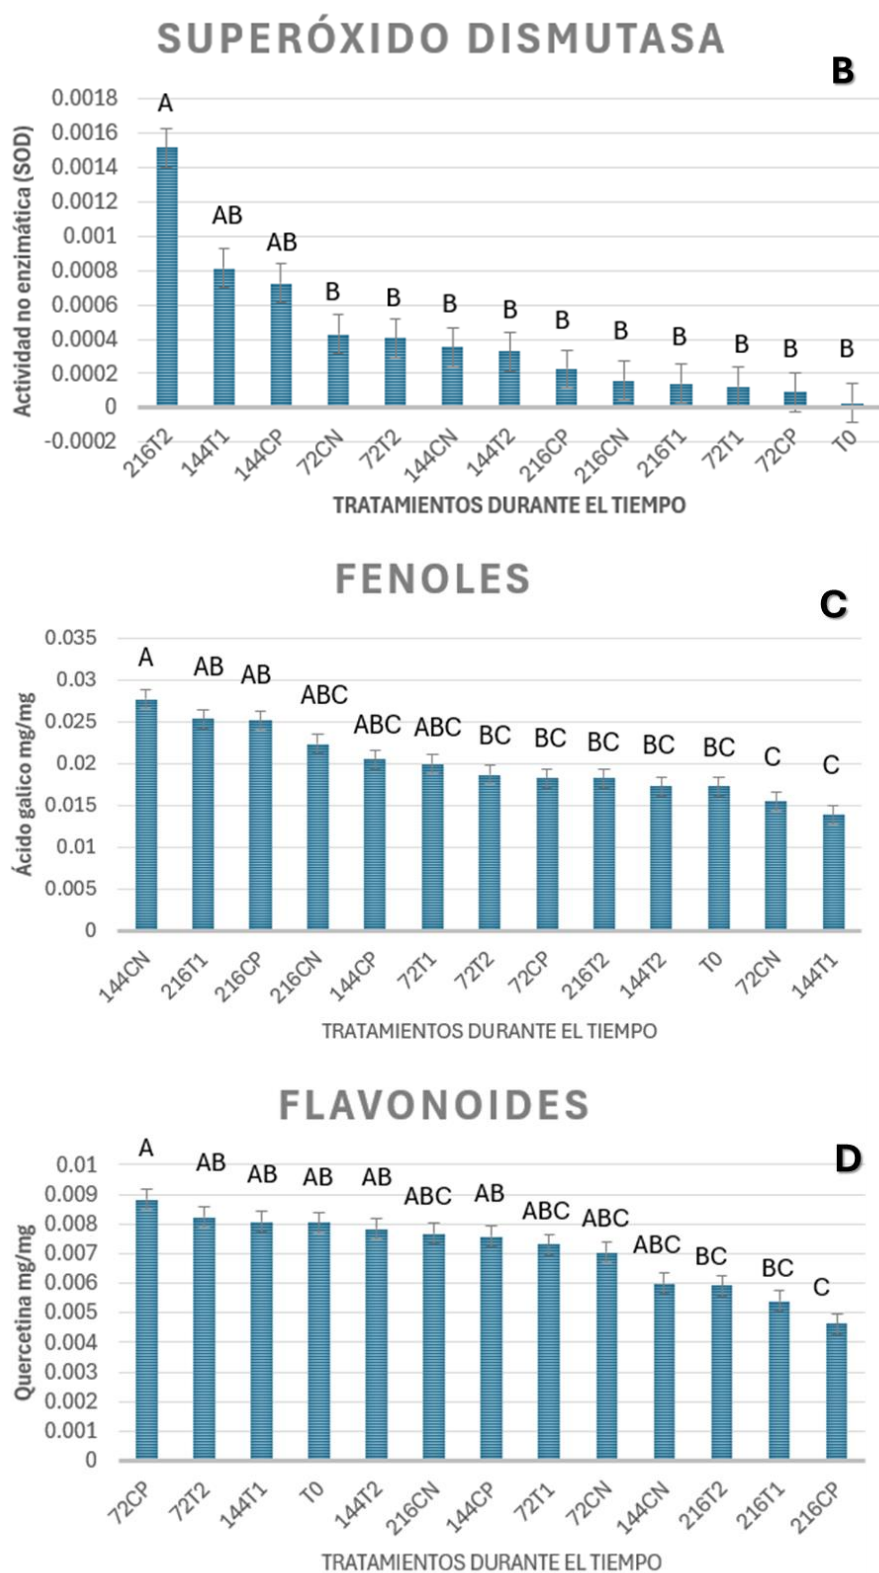 SUPERÓXIDO DISMUTASA
B
Actividad no enzimática (SOD)
0.0018
0.0016
0.0014
0.0012
0.001
0.0008
0.0006
0.0004
0.0002
0
-0.0002
A
AB
AB
B
B
B
B
B
B
B
B
B
B
216T2
144T1
144CP
72CN
72T2
144CN
144T2
216CP
216CN
216T1
72T1
72CP
T0
TRATAMIENTOS DURANTE EL TIEMPO
FENOLES
C
Ácido galico mg/mg
0.035
0.03
0.025
0.02
0.015
0.01
0.005
0
A
AB
AB
ABC
ABC
ABC
BC
BC
BC
BC
BC
C
C
144CN
216T1
216CP
216CN
144CP
72T1
72T2
72CP
216T2
144T2
T0
72CN
144T1
TRATAMIENTOS DURANTE EL TIEMPO
FLAVONOIDES
D
Quercetina mg/mg
0.01
0.009
0.008
0.007
0.006
0.005
0.004
0.003
0.002
0.001
0
A
AB
AB
AB
AB
ABC
AB
ABC
ABC
ABC
BC
BC
C
72CP
72T2
144T1
T0
144T2
216CN
144CP
72T1
72CN
144CN
216T2
216T1
216CP
TRATAMIENTOS DURANTE EL TIEMPO